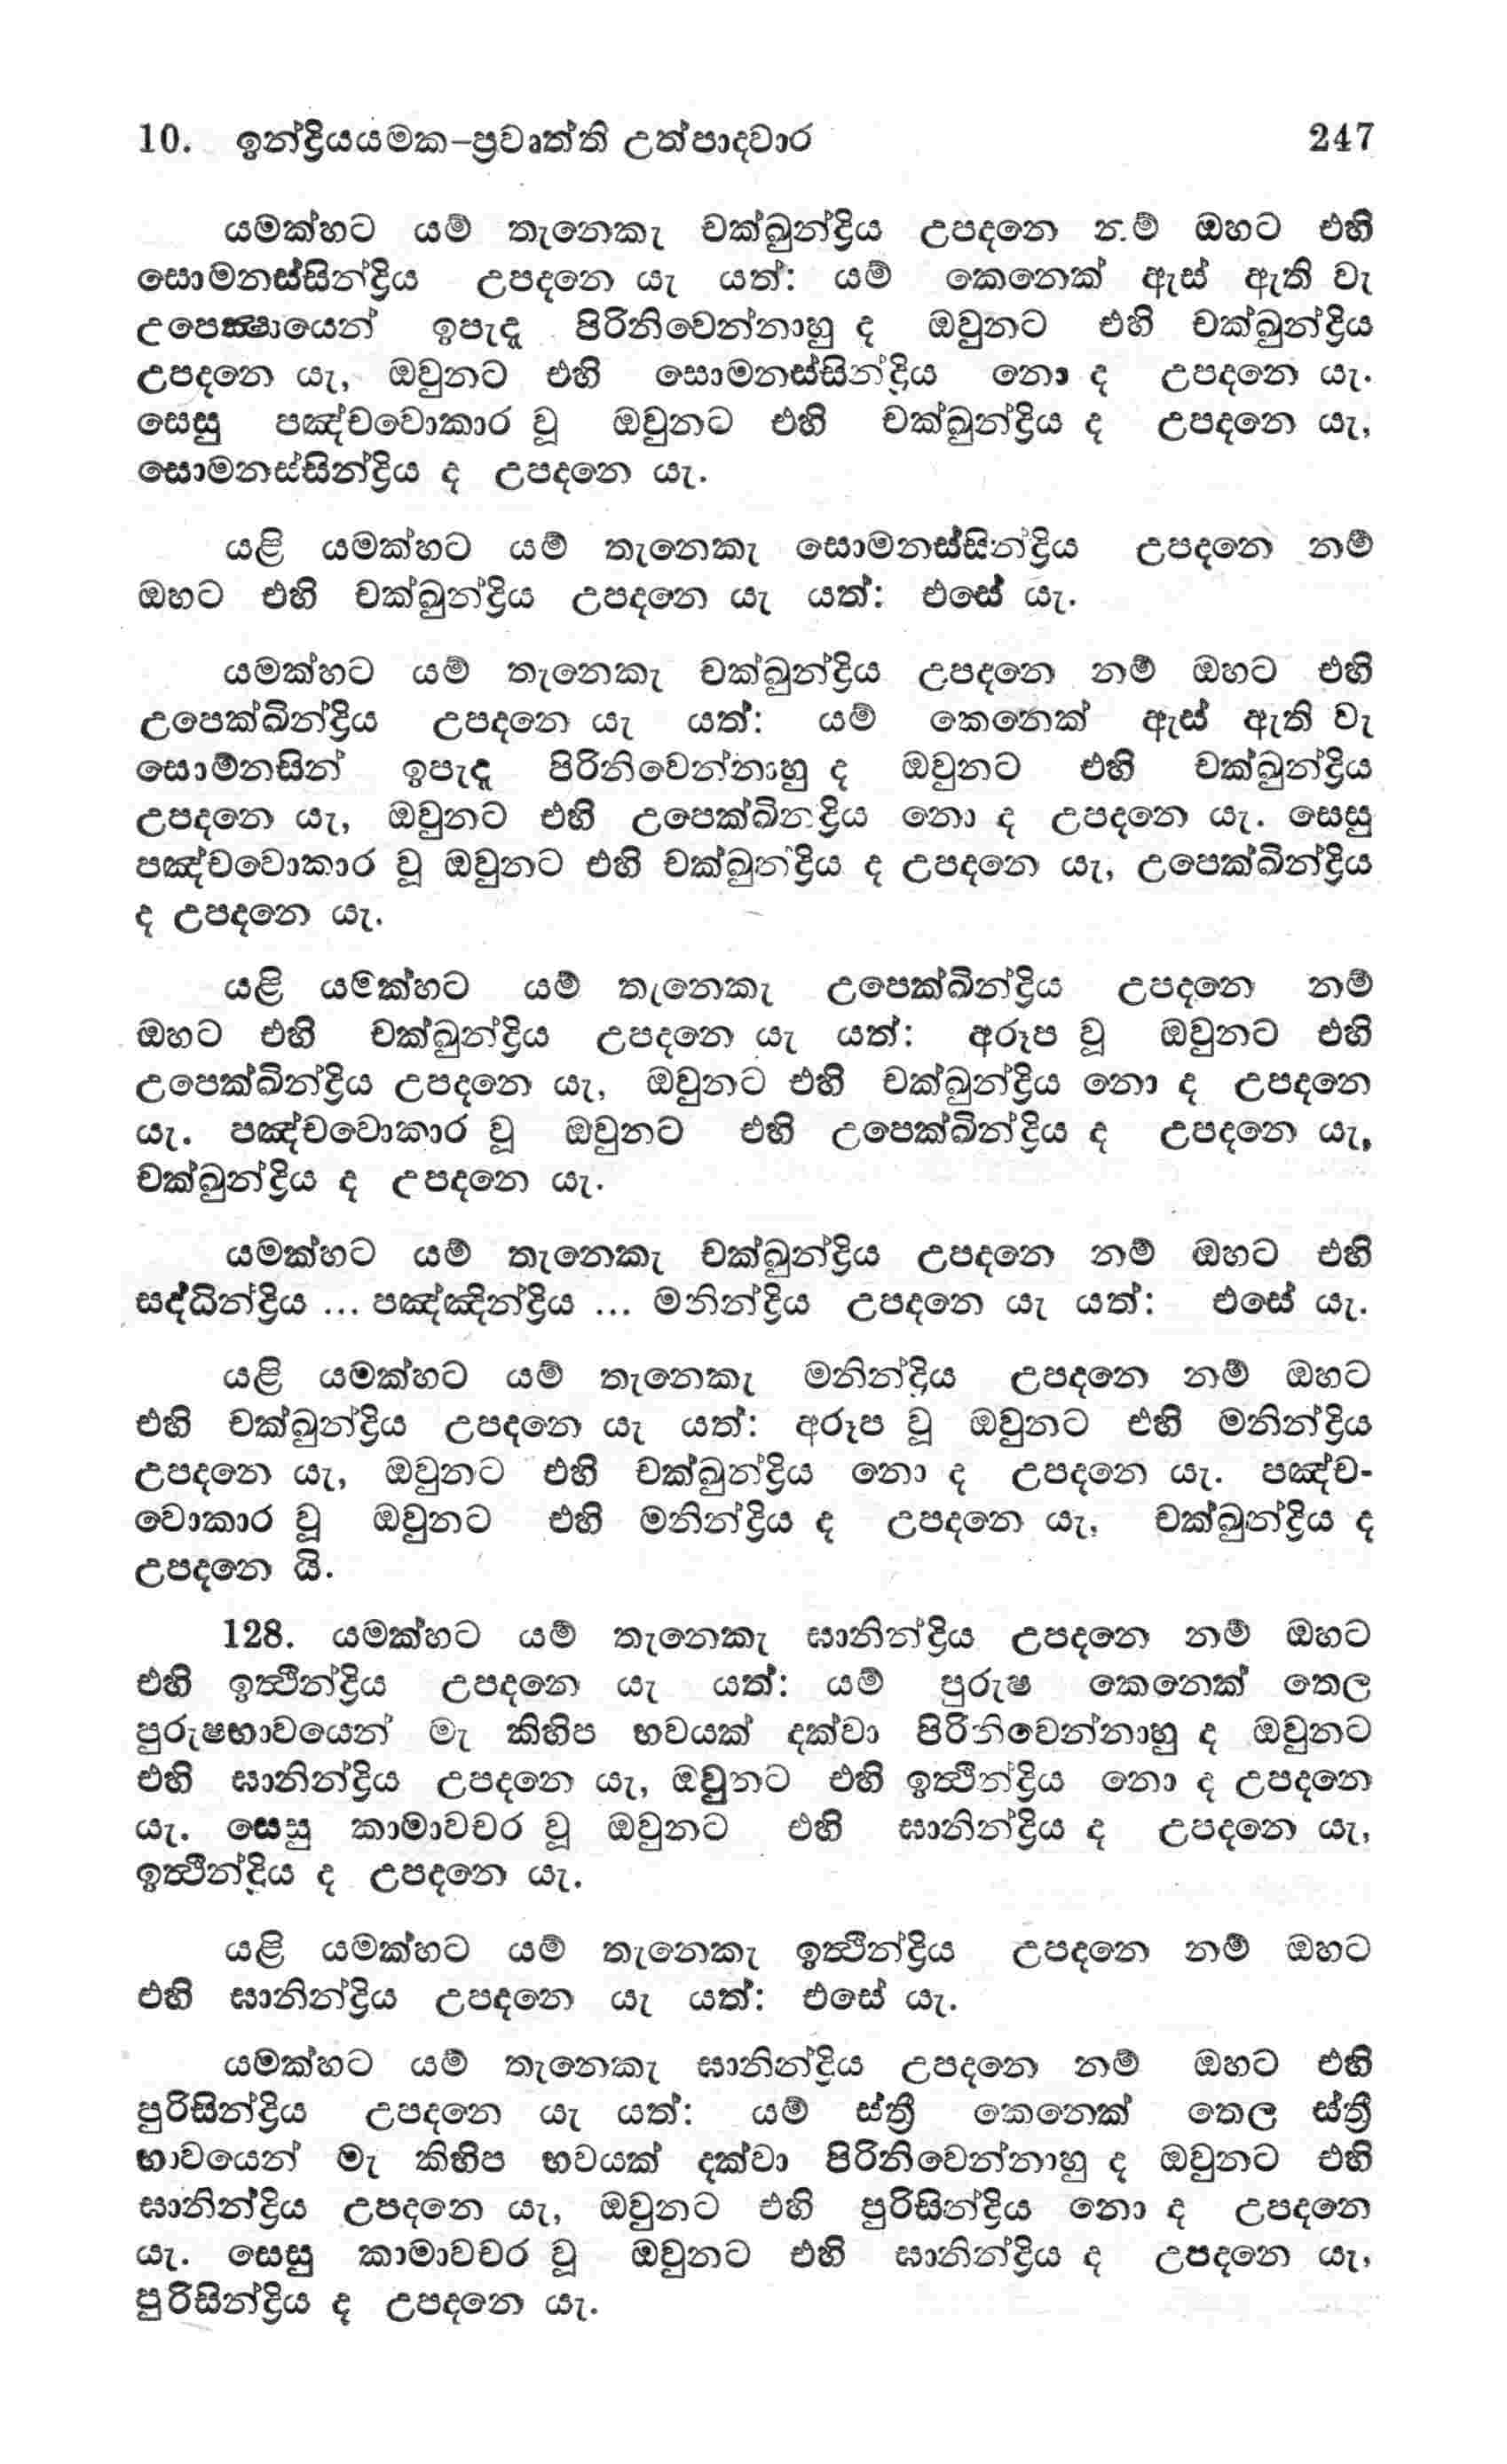 10. ඉන්ද්‍රියයමක-ප්‍රවෘත්ති උත්පාදවාර 247
යමක්හට යම් තැනෙකැ චක්ඛුන්ද්‍රිය උපදනෙ නම් ඔහට එහි
සොමනස්සින්ද්‍රිය උපදනෙ යැ යත්: යම් කෙනෙක් ඇස් ඇති වැ
උපෙක්‍ෂායෙන් ඉපැදැ පිරිනිවෙන්නාහු ද ඔවුනට එහි චක්ඛුන්ද්‍රිය
උපදනෙ යැ, ඔවුනට එහි සොමනස්සින්ද්‍රිය නො ද උපදනෙ යැ.
සෙසු පඤ්චවොකාර වූ ඔවුනට එහි චක්ඛුන්ද්‍රිය ද උපදනෙ යැ,
සොමනස්සින්ද්‍රිය ද උපදනෙ යැ.
යළි යමක්හට යම් තැනෙකැ සොමනස්සින්ද්‍රිය උපදනෙ නම්
ඔහට එහි චක්ඛුන්ද්‍රිය උපදනෙ යැ යත්: එසේ යැ.
යමක්හට යම් තැනෙකැ චක්ඛුන්ද්‍රිය උපදනෙ නම් ඔහට එහි
උපෙක්ඛින්ද්‍රිය උපදනෙ යැ යත්: යම් කෙනෙක් ඇස් ඇති වැ
සොම්නසින් ඉපැදැ පිරිනිවෙන්නාහු ද ඔවුනට එහි චක්ඛුන්ද්‍රිය
උපදනෙ යැ, ඔවුනට එහි උපෙක්ඛින්ද්‍රිය නො ද උපදනෙ යැ. සෙසු
පඤ්චවොකාර වූ ඔවුනට එහි චක්ඛුන්ද්‍රිය ද උපදනෙ යැ, උපෙක්ඛින්ද්‍රිය
ද උපදනෙ යැ.
යළි යමක්හට යම් තැනෙකැ උපෙක්ඛින්ද්‍රිය උපදනෙ නම්
ඔහට එහි චක්ඛුන්ද්‍රිය උපදනෙ යැ යත්: අරූප වූ ඔවුනට එහි
උපෙක්ඛින්ද්‍රිය උපදනෙ යැ, ඔවුනට එහි චක්ඛුන්ද්‍රිය නො ද උපදනෙ
යැ. පඤ්චවොකාර වූ ඔවුනට එහි උපෙක්ඛින්ද්‍රිය ද උපදනෙ යැ,
චක්ඛුන්ද්‍රිය ද උපදනෙ යැ.
යමක්හට යම් තැනෙකැ චක්ඛුන්ද්‍රිය උපදනෙ නම් ඔහට එහි
සද්ධින්ද්‍රිය ... පඤ්ඤින්ද්‍රිය ... මනින්ද්‍රිය උපදනෙ යැ යත්: එසේ යැ.
යළි යමක්හට යම් තැනෙකැ මනින්ද්‍රිය උපදනෙ නම් ඔහට
එහි චක්ඛුන්ද්‍රිය උපදනෙ යැ යත්: අරූප වූ ඔවුනට එහි මනින්ද්‍රිය
උපදනෙ යැ, ඔවුනට එහි චක්ඛුන්ද්‍රිය නො ද උපදනෙ යැ. පඤ්ච-
වොකාර වූ ඔවුනට එහි මනින්ද්‍රිය ද උපදනෙ යැ, චක්ඛුන්ද්‍රිය ද
උපදනෙ යි.
128. යමක්හට යම් තැනෙකැ ඝානින්ද්‍රිය උපදනෙ නම් ඔහට
එහි ඉත්‍ථින්ද්‍රිය උපදනෙ යැ යත්: යම් පුරුෂ කෙනෙක් තෙල
පුරුෂභාවයෙන් මැ කිහිප භවයක් දක්වා පිරිනිවෙන්නාහු ද ඔවුනට
එහි ඝානින්ද්‍රිය උපදනෙ යැ, ඔවුනට එහි ඉත්‍ථින්ද්‍රිය නො ද උපදනෙ
යැ. සෙසු කාමාවචර වූ ඔවුනට එහි ඝානින්ද්‍රිය ද උපදනෙ යැ,
ඉත්‍ථින්ද්‍රිය ද උපදනෙ යැ.
යළි යමක්හට යම් තැනෙකැ ඉත්‍ථින්ද්‍රිය උපදනෙ නම් ඔහට
එහි ඝානින්ද්‍රිය උපදනෙ යැ යත්: එසේ යැ.
යමක්හට යම් තැනෙකැ ඝානින්ද්‍රිය උපදනෙ නම් ඔහට එහි
පුරිසින්ද්‍රිය උපදනෙ යැ යත්: යම් ස්ත්‍රී කෙනෙක් තෙල ස්ත්‍රී
භාවයෙන් මැ කිහිප භවයක් දක්වා පිරිනිවෙන්නාහු ද ඔවුනට එහි
ඝානින්ද්‍රිය උපදනෙ යැ, ඔවුනට එහි පුරිසින්ද්‍රිය නො ද උපදනෙ
යැ. සෙසු කාමාවචර වූ ඔවුනට එහි ඝානින්ද්‍රිය ද උපදනෙ යැ,
පුරිසින්ද්‍රිය ද උපදනෙ යැ.